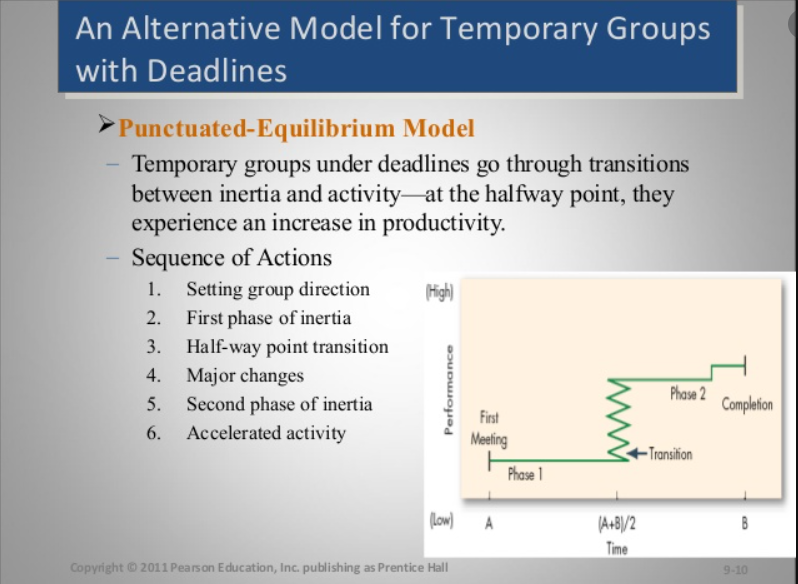 An Alternative Model for Temporary Groups
with Deadlines
➢Punctuated-Equilibrium Model
– Temporary groups under deadlines go through transitions
between inertia and activity—at the halfway point, they
experience an increase in productivity.
– Sequence of Actions
1. Setting group direction
2. First phase of inertia
3. Half-way point transition
4. Major changes
5. Second phase of inertia
6. Accelerated activity
(High)
Performance
(Low)
First
Meeting
Phase 1
Transition
Phase 2
Completion
A
(A+B)/2
B
Time
Copyright © 2011 Pearson Education, Inc. publishing as Prentice Hall
9-10